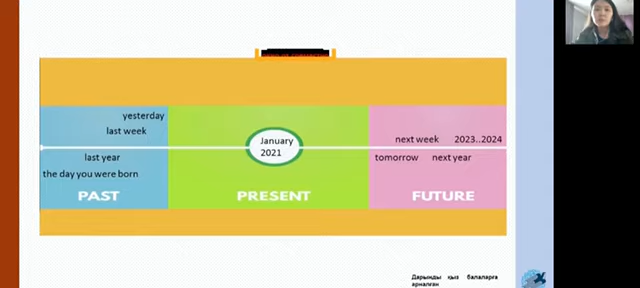 yesterday
last week
January
2021
next week 2023..2024
last year
tomorrow next year
the day you were born
PAST PRESENT FUTURE
Дарынды қыз балаларға
арналған